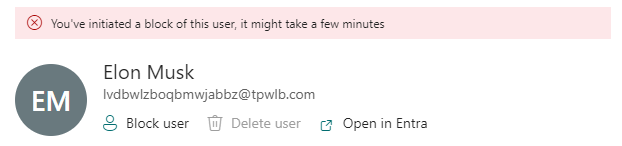 You've initiated a block of this user, it might take a few minutes
Elon Musk
EM
lvdbwlzboqbmwjabbz@tpwlb.com
Block user Delete user Open in Entra